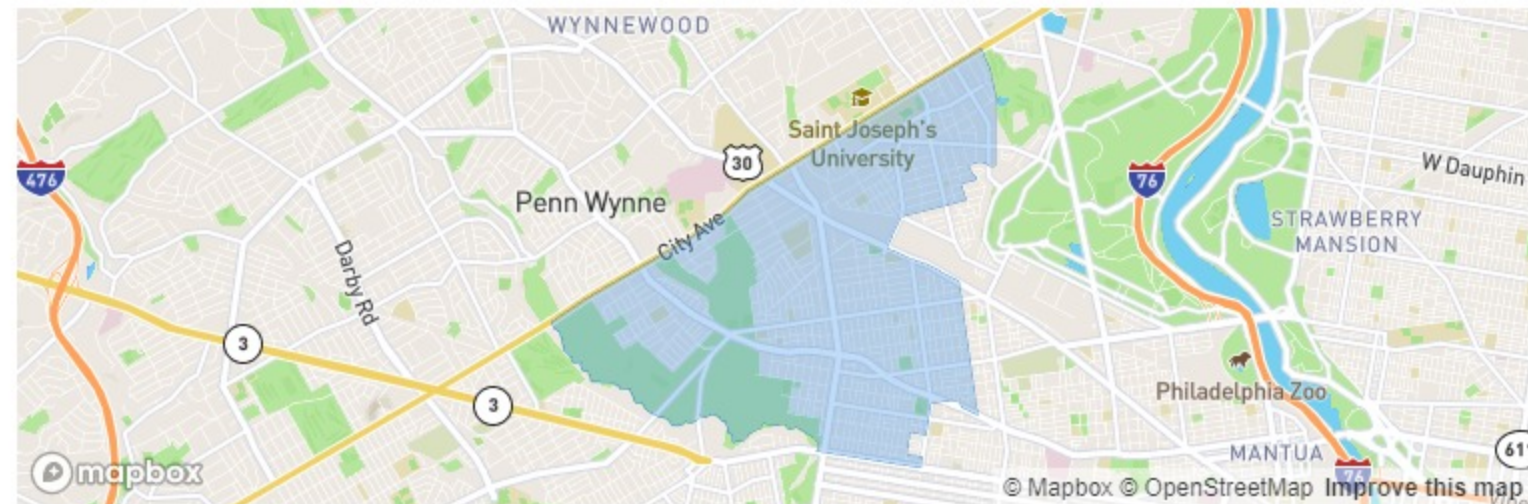 WYNNEWOOD
Saint Joseph's
University
30
476
76
W Dauphin
Penn Wynne
STRAWBERRY
MANSION
City Ave
Darby Rd
3
3
Philadelphia Zoo
MANTUA
611
76
mapbox
© Mapbox © OpenStreetMap Improve this map